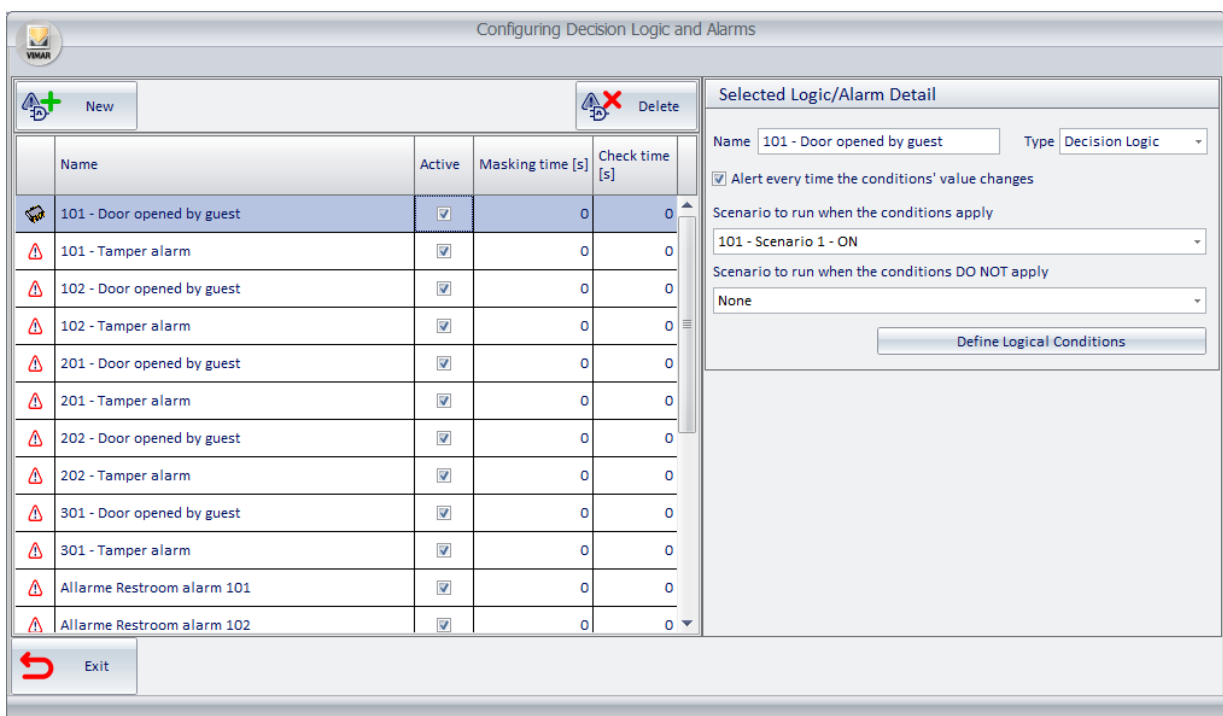 Configuring Decision Logic and Alarms
VIMAR
New
Delete
Name Active Masking time [s] Check time [s]
101 - Door opened by guest 0 0
101 - Tamper alarm 0 0
102 - Door opened by guest 0 0
102 - Tamper alarm 0 0
201 - Door opened by guest 0 0
201 - Tamper alarm 0 0
202 - Door opened by guest 0 0
202 - Tamper alarm 0 0
301 - Door opened by guest 0 0
301 - Tamper alarm 0 0
Allarme Restroom alarm 101 0 0
Allarme Restroom alarm 102 0 0
Exit
Selected Logic/Alarm Detail
Name 101 - Door opened by guest Type Decision Logic
Alert every time the conditions' value changes
Scenario to run when the conditions apply
101 - Scenario 1 - ON
Scenario to run when the conditions DO NOT apply
None
Define Logical Conditions